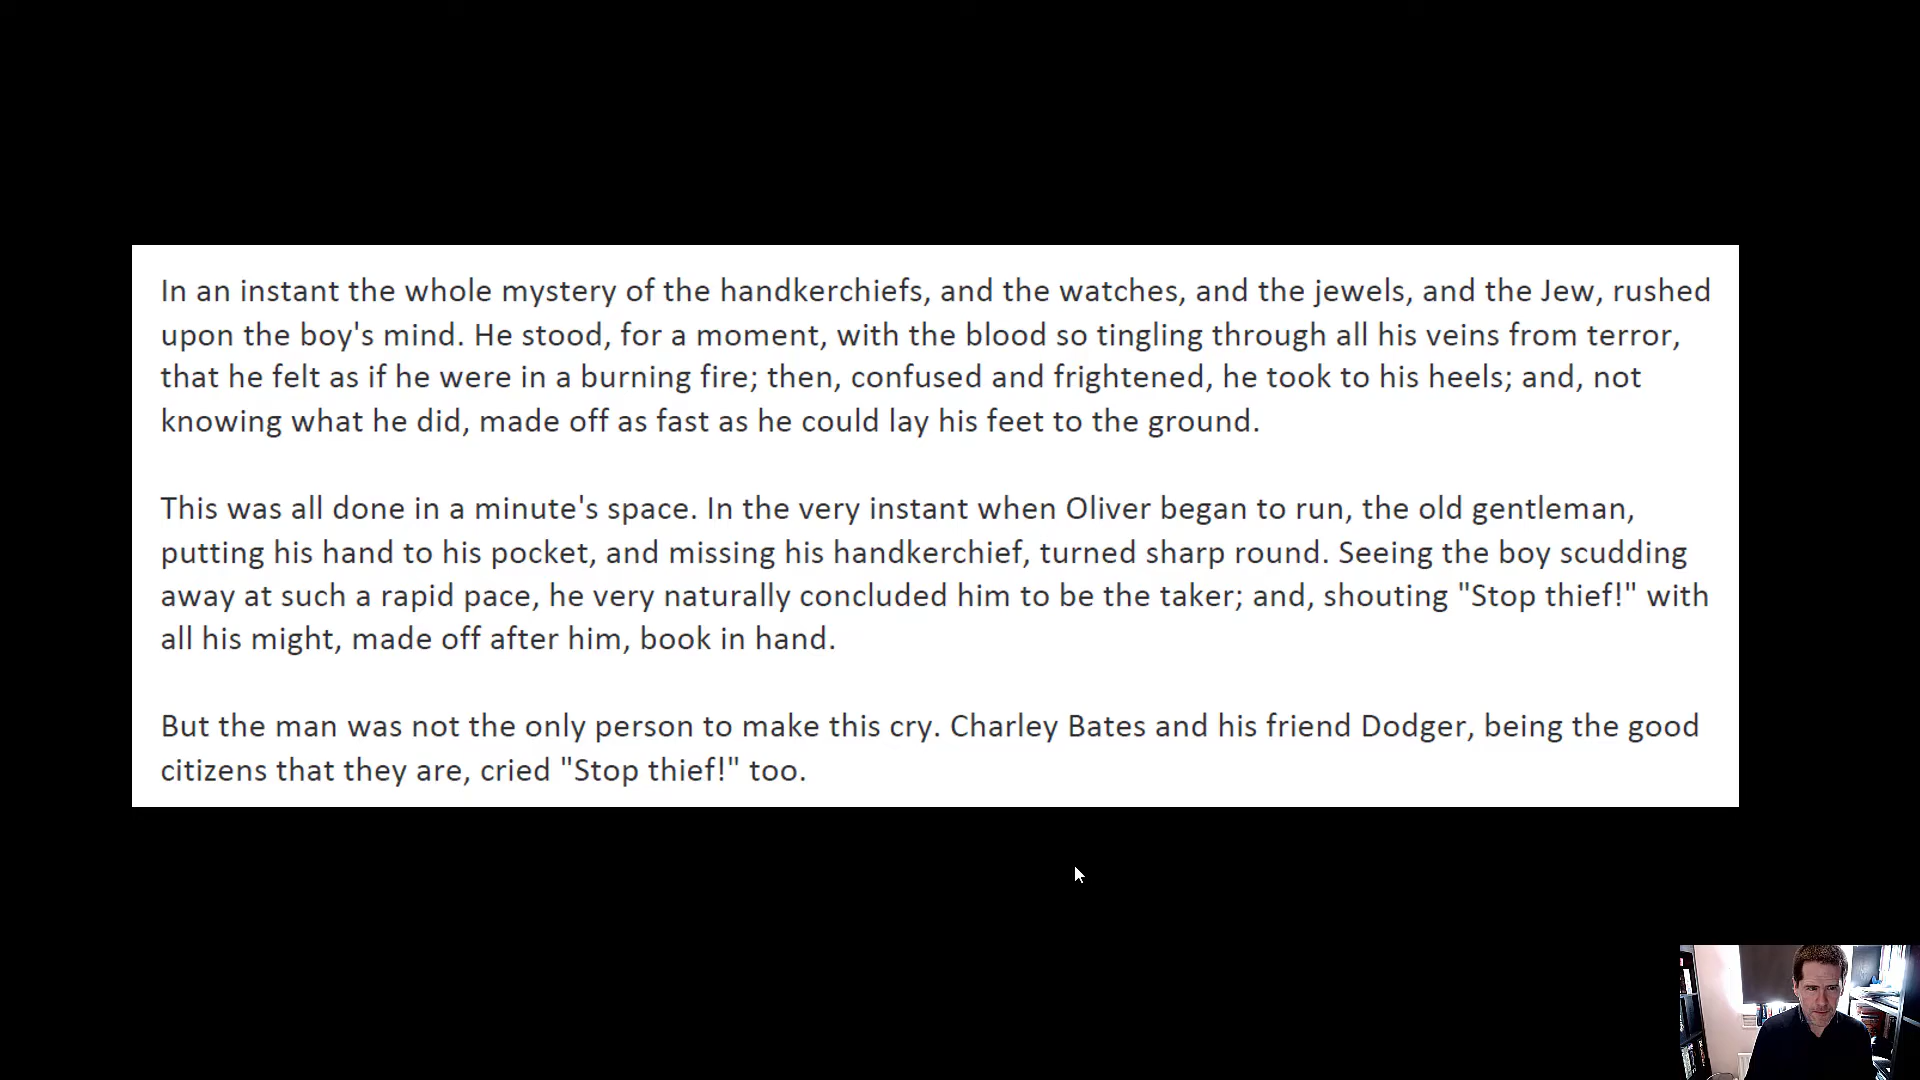 In an instant the whole mystery of the handkerchiefs, and the watches, and the jewels, and the Jew, rushed
upon the boy's mind. He stood, for a moment, with the blood so tingling through all his veins from terror,
that he felt as if he were in a burning fire; then, confused and frightened, he took to his heels; and, not
knowing what he did, made off as fast as he could lay his feet to the ground.
This was all done in a minute's space. In the very instant when Oliver began to run, the old gentleman,
putting his hand to his pocket, and missing his handkerchief, turned sharp round. Seeing the boy scudding
away at such a rapid pace, he very naturally concluded him to be the taker; and, shouting "Stop thief!" with
all his might, made off after him, book in hand.
But the man was not the only person to make this cry. Charley Bates and his friend Dodger, being the good
citizens that they are, cried "Stop thief!" too.